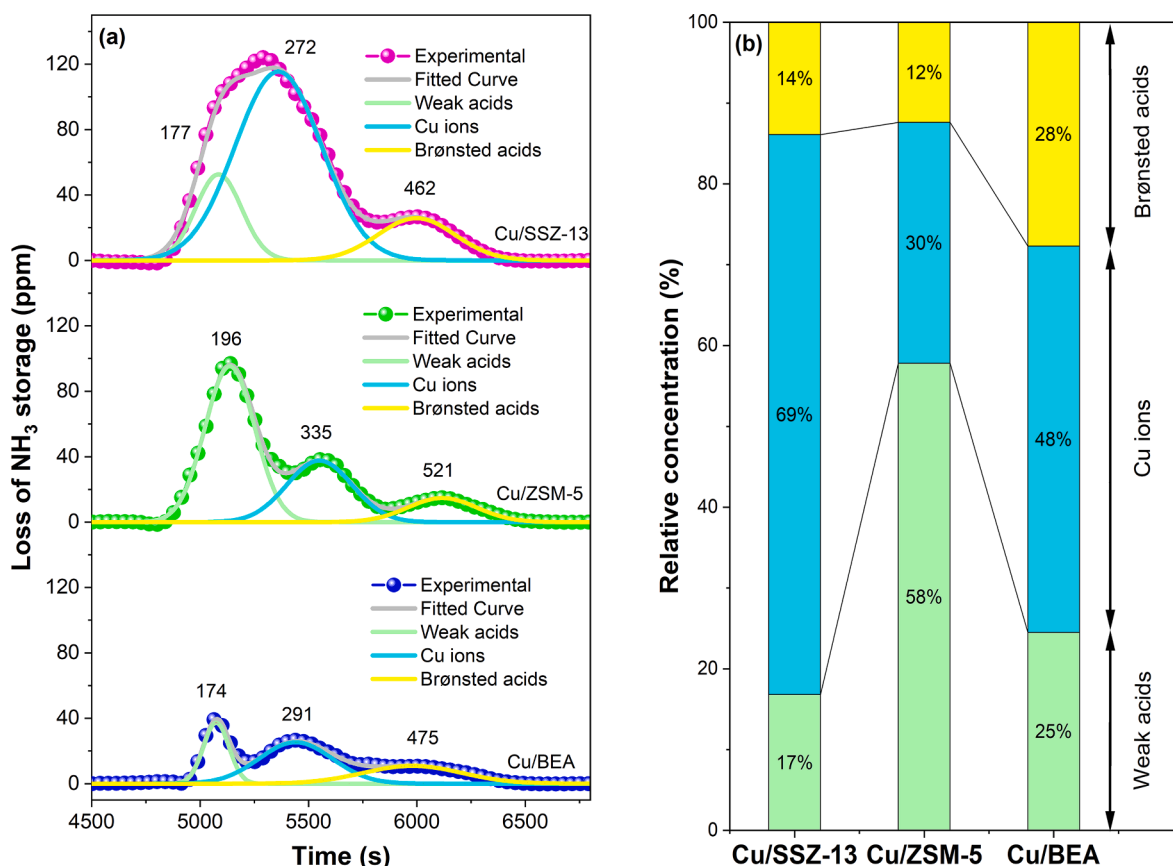 (a)
Loss of NH3 storage (ppm)
120
80
40
0
177
272
462
Experimental
Fitted Curve
Weak acids
Cu ions
Brønsted acids
Cu/SSZ-13
120
80
40
0
196
335
521
Experimental
Fitted Curve
Weak acids
Cu ions
Brønsted acids
Cu/ZSM-5
120
80
40
0
174
291
475
Experimental
Fitted Curve
Weak acids
Cu ions
Brønsted acids
Cu/BEA
4500 5000 5500 6000 6500
Time (s)
(b)
Relative concentration (%)
100
80
60
40
20
0
14%
69%
17%
12%
30%
58%
28%
48%
25%
Brønsted acids
Cu ions
Weak acids
Cu/SSZ-13 Cu/ZSM-5 Cu/BEA